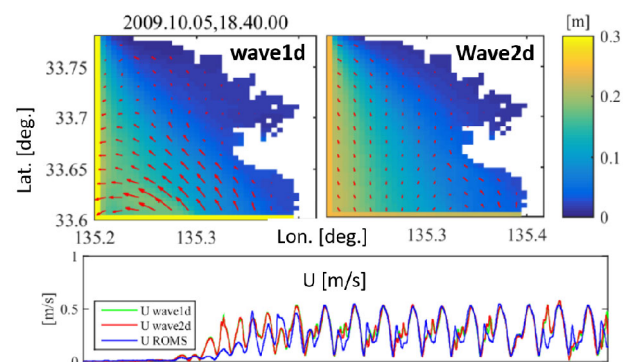 2009.10.05,18.40.00
[m]
wave1d
Wave2d
0.3
33.75
33.7
33.65
33.6
Lat. [deg.]
0.2
0.1
0
135.2
135.3
Lon. [deg.]
135.3
135.4
1
U [m/s]
[m/s]
0.5
U wave1d
U wave2d
U ROMS
0